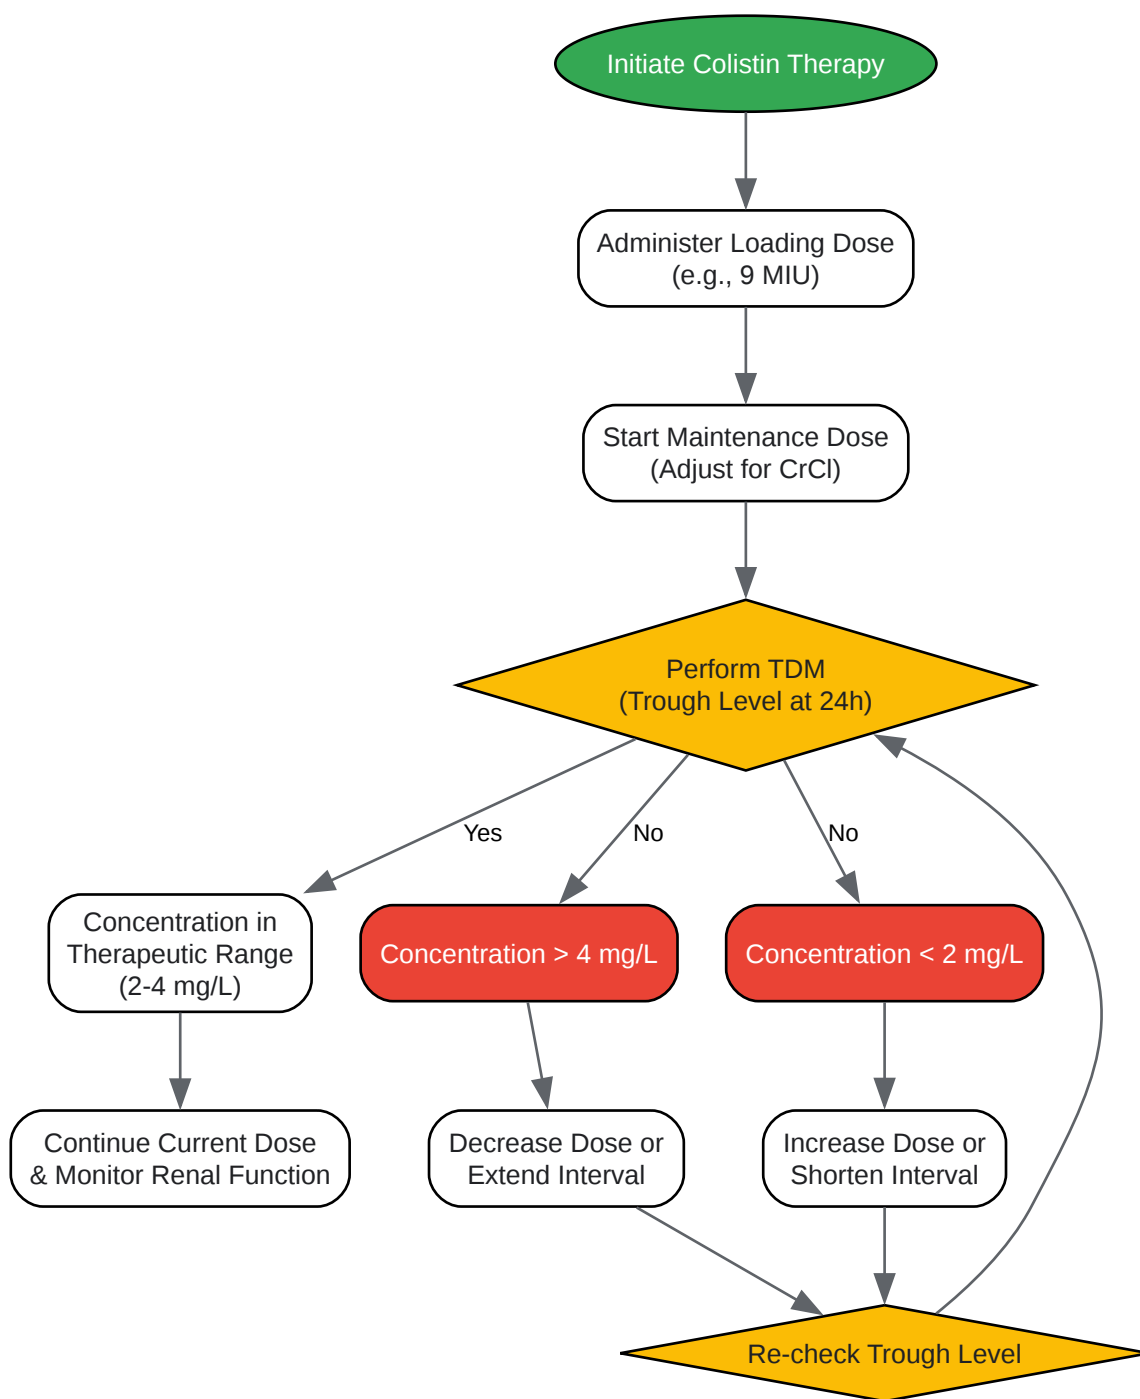 Initiate Colistin Therapy
Administer Loading Dose
(e.g., 9 MIU)
Start Maintenance Dose
(Adjust for CrCl)
Perform TDM
(Trough Level at 24h)
Yes
No
No
Concentration in
Therapeutic Range
(2-4 mg/L)
Concentration > 4 mg/L
Concentration < 2 mg/L
Continue Current Dose
& Monitor Renal Function
Decrease Dose or
Extend Interval
Increase Dose or
Shorten Interval
Re-check Trough Level